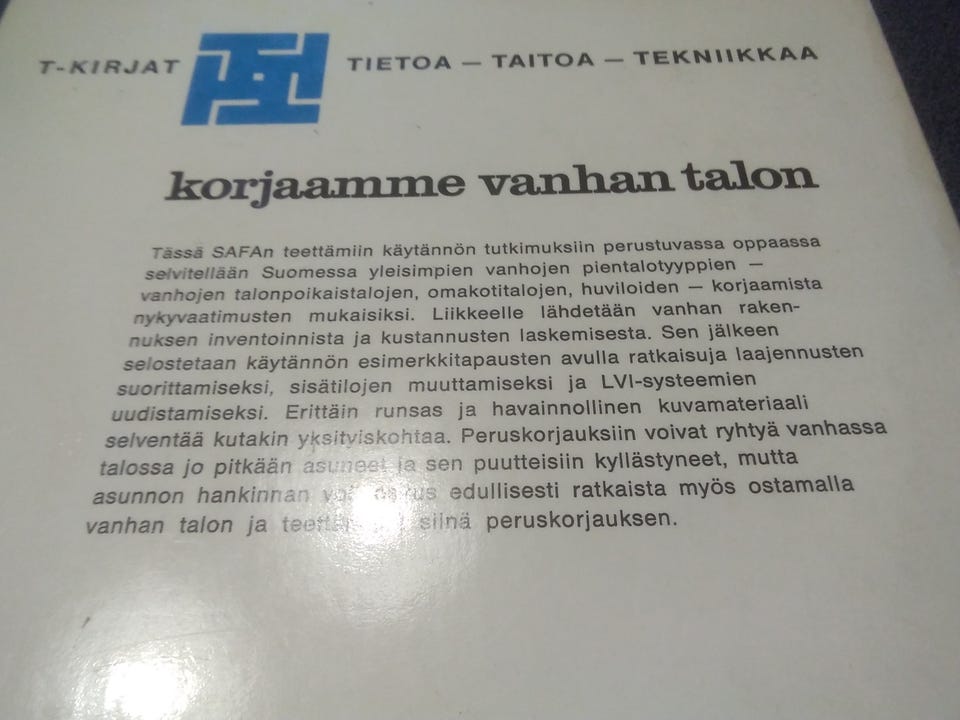 T-KIRJAT TIETOA — TAITOA — TEKNIIKKAA
korjaamme vanhan talon
Tässä SAFAn teettämiin käytännön tutkimuksiin perustuvassa oppaassa
selvitellään Suomessa yleisimpien vanhojen pientalotyyppien —
vanhojen talonpoikaistalojen, omakotitalojen, huviloiden — korjaamista
nykyvaatimusten mukaisiksi. Liikkeelle lähdetään vanhan raken-
nuksen inventoinnista ja kustannusten laskemisesta. Sen jälkeen
selostetaan käytännön esimerkkitapausten avulla ratkaisuja laajennusten
suorittamiseksi, sisätilojen muuttamiseksi ja LVI-systeemien
uudistamiseksi. Erittäin runsas ja havainnollinen kuvamateriaali
selventää kutakin yksityiskohtaa. Peruskorjauksiin voivat ryhtyä vanhassa
talossa jo pitkään asuneet ja sen puutteisiin kyllästyneet, mutta
asunnon hankinnan edullisesti ratkaista myös ostamalla
vanhan talon ja siinä peruskorjauksen.